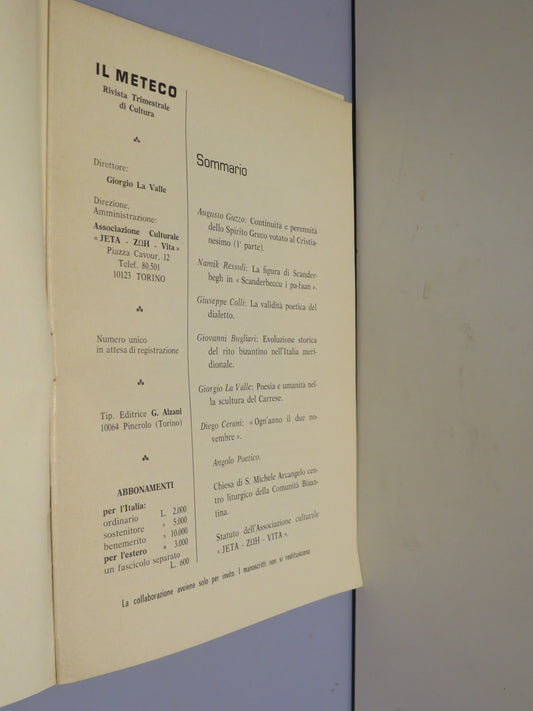 IL METECO
Rivista Trimestrale
di Cultura
Direttore:
Giorgio La Valle
Direzione,
Amministrazione:
Associazione Culturale
« JETA - ZΩH - Vita »
Piazza Cavour, 12
Telef. 80.501
10123 TORINO
Numero unico
in attesa di registrazione
Tip. Editrice G. Alzani
10064 Pinerolo (Torino)
ABBONAMENTI
per l'Italia:
ordinario L. 2.000
sostenitore » 5.000
benemerito » 10.000
per l'estero » 3.000
un fascicolo separato
L. 600
Sommario
Augusto Guzzo: Continuità e perennità
dello Spirito Greco votato al Cristia-
nesimo (1ª parte).
Namik Ressuli: La figura di Scander-
begh in « Scanderbeccu i pa-faan ».
Giuseppe Colli: La validità poetica del
dialetto.
Giovanni Bugliari: Evoluzione storica
del rito bizantino nell'Italia meri-
dionale.
Giorgio La Valle: Poesia e umanità nel-
la scultura del Carrese.
Diego Cerani: « Ogn'anno il due no-
vembre ».
Angolo Poetico.
Chiesa di S. Michele Arcangelo cen-
tro liturgico della Comunità Bizan-
tina.
Statuto dell'Associazione culturale
« JETA - ZΩH - VITA ».
La collaborazione avviene solo per invito. I manoscritti non si restituiscono